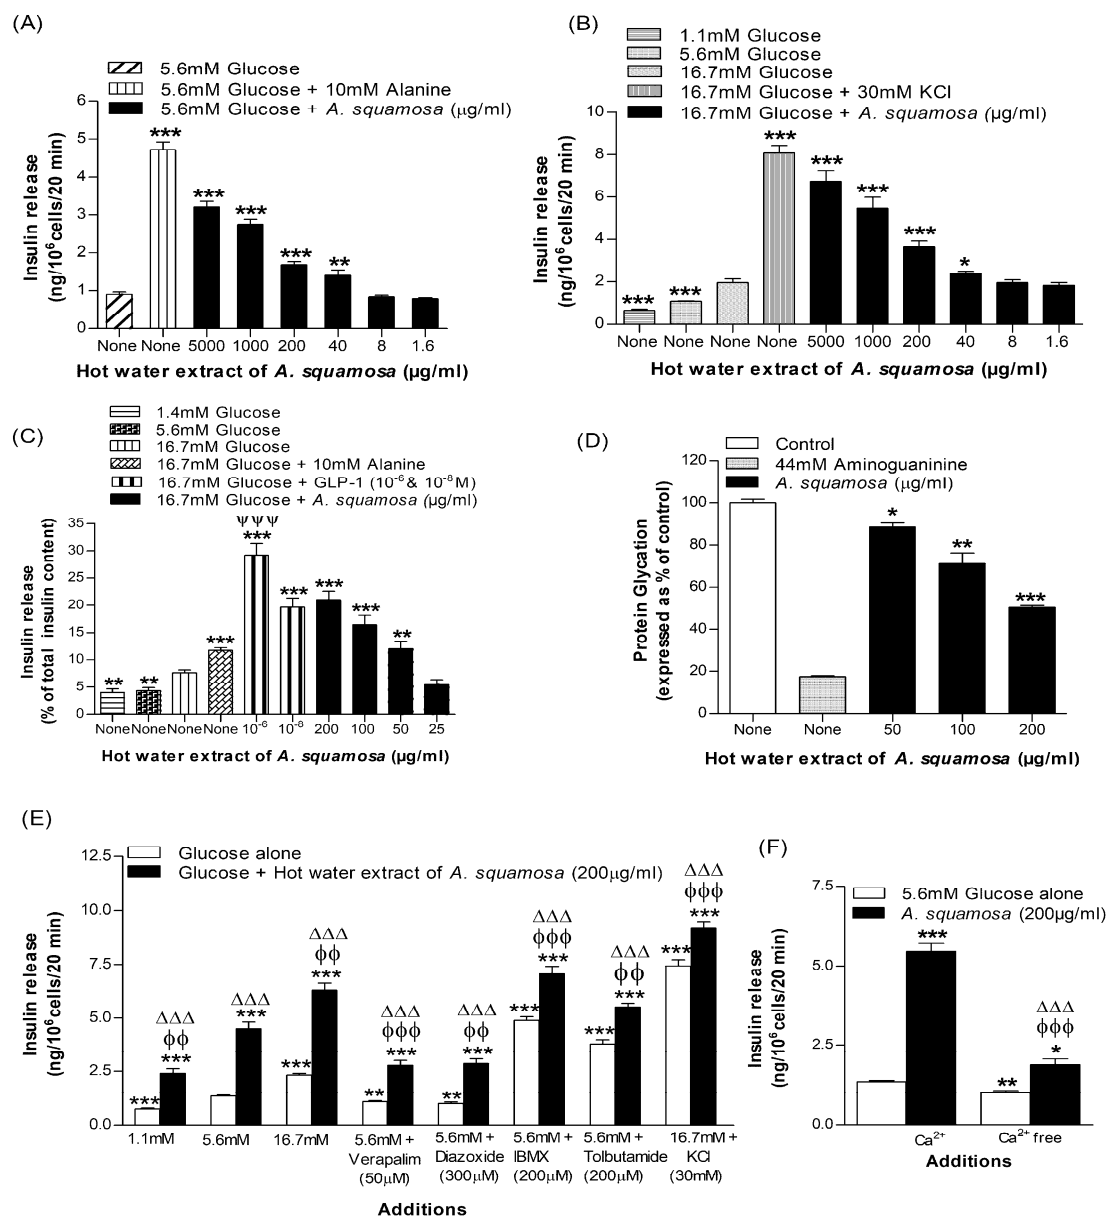 (A)
5.6mM Glucose
5.6mM Glucose + 10mM Alanine
5.6mM Glucose + A. squamosa (μg/ml)
Insulin release
(ng/10⁶cells/20 min)
6
5
4
3
2
1
0
***
***
***
***
**
None None 5000 1000 200 40 8 1.6
Hot water extract of A. squamosa (μg/ml)
(B)
1.1mM Glucose
5.6mM Glucose
16.7mM Glucose
16.7mM Glucose + 30mM KCl
16.7mM Glucose + A. squamosa (μg/ml)
Insulin release
(ng/10⁶cells/20 min)
10
8
6
4
2
0
***
***
***
***
***
***
*
None None None None 5000 1000 200 40 8 1.6
Hot water extract of A. squamosa (μg/ml)
(C)
1.4mM Glucose
5.6mM Glucose
16.7mM Glucose
16.7mM Glucose + 10mM Alanine
16.7mM Glucose + GLP-1 (10⁻⁶ & 10⁻⁸M)
16.7mM Glucose + A. squamosa (μg/ml)
Insulin release
(% of total insulin content)
35
30
25
20
15
10
5
0
ψψψ
**
**
***
***
***
***
***
**
None None None None 10⁻⁶ 10⁻⁸ 200 100 50 25
Hot water extract of A. squamosa (μg/ml)
(D)
Control
44mM Aminoguaninine
A. squamosa (μg/ml)
Protein Glycation
(expressed as % of control)
120
100
80
60
40
20
0
*
**
***
None None 50 100 200
Hot water extract of A. squamosa (μg/ml)
(E)
Glucose alone
Glucose + Hot water extract of A. squamosa (200μg/ml)
Insulin release
(ng/10⁶cells/20 min)
12.5
10.0
7.5
5.0
2.5
0.0
***
ΔΔΔ
ϕϕ
***
ΔΔΔ
***
***
ΔΔΔ
ϕϕ
***
**
ΔΔΔ
ϕϕϕ
***
**
ΔΔΔ
ϕϕ
***
***
ΔΔΔ
ϕϕϕ
***
***
ΔΔΔ
ϕϕ
***
***
ΔΔΔ
ϕϕϕ
***
1.1mM 5.6mM 16.7mM 5.6mM + 5.6mM + 5.6mM + 5.6mM + 16.7mM +
Verapalim Diazoxide IBMX Tolbutamide KCl
(50μM) (300μM) (200μM) (200μM) (30mM)
Additions
(F)
5.6mM Glucose alone
A. squamosa (200μg/ml)
Insulin release
(ng/10⁶cells/20 min)
7.5
5.0
2.5
0.0
***
**
ΔΔΔ
ϕϕϕ
*
Ca²⁺ Ca²⁺ free
Additions